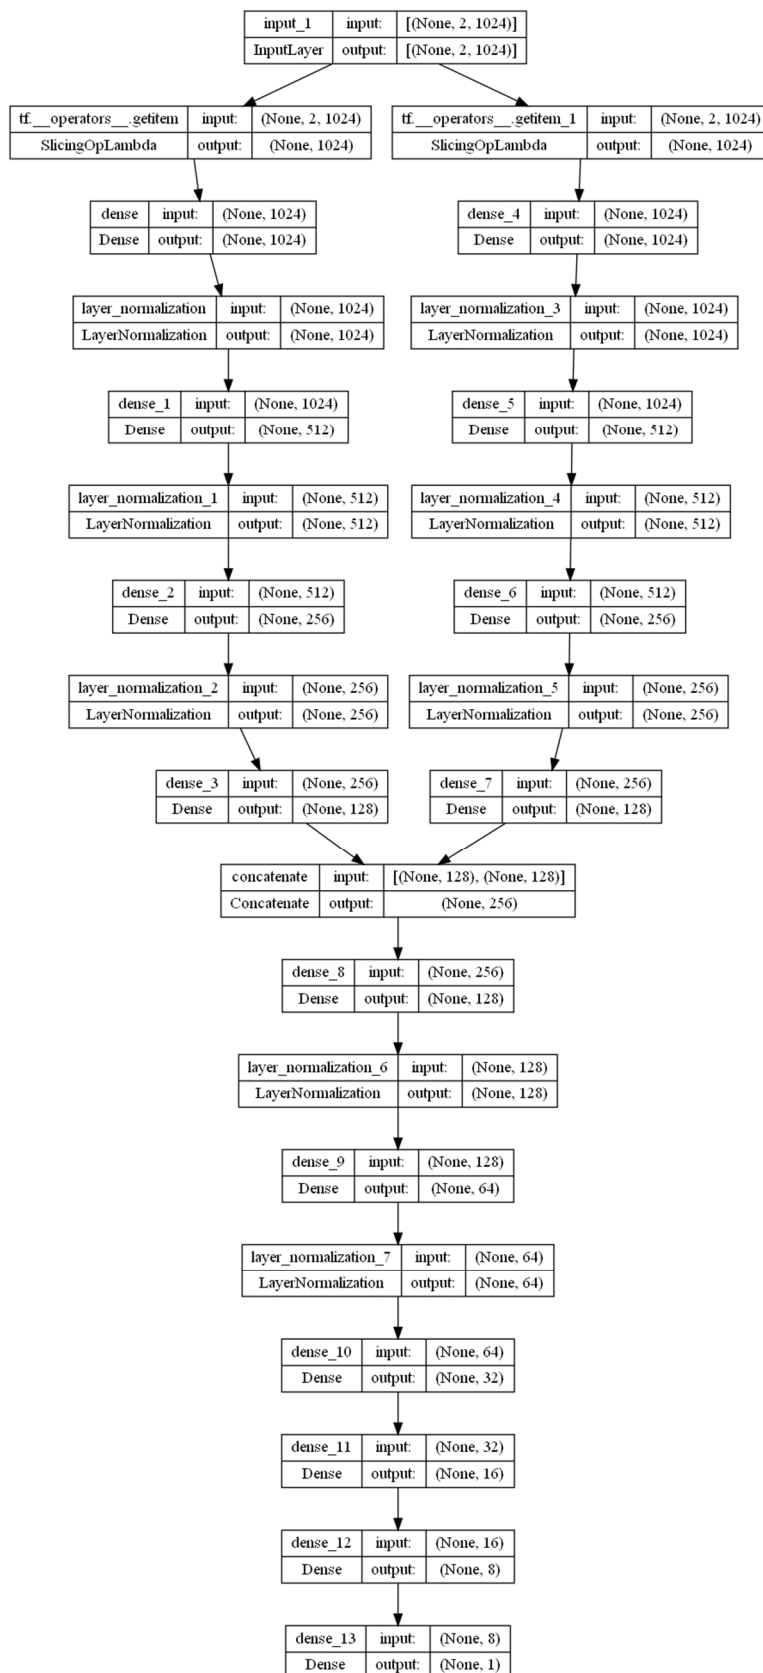 input_1 input: [(None, 2, 1024)]
InputLayer output: [(None, 2, 1024)]
tf.__operators__.getitem input: (None, 2, 1024)
SlicingOpLambda output: (None, 1024)
tf.__operators__.getitem_1 input: (None, 2, 1024)
SlicingOpLambda output: (None, 1024)
dense input: (None, 1024)
Dense output: (None, 1024)
dense_4 input: (None, 1024)
Dense output: (None, 1024)
layer_normalization input: (None, 1024)
LayerNormalization output: (None, 1024)
layer_normalization_3 input: (None, 1024)
LayerNormalization output: (None, 1024)
dense_1 input: (None, 1024)
Dense output: (None, 512)
dense_5 input: (None, 1024)
Dense output: (None, 512)
layer_normalization_1 input: (None, 512)
LayerNormalization output: (None, 512)
layer_normalization_4 input: (None, 512)
LayerNormalization output: (None, 512)
dense_2 input: (None, 512)
Dense output: (None, 256)
dense_6 input: (None, 512)
Dense output: (None, 256)
layer_normalization_2 input: (None, 256)
LayerNormalization output: (None, 256)
layer_normalization_5 input: (None, 256)
LayerNormalization output: (None, 256)
dense_3 input: (None, 256)
Dense output: (None, 128)
dense_7 input: (None, 256)
Dense output: (None, 128)
concatenate input: [(None, 128), (None, 128)]
Concatenate output: (None, 256)
dense_8 input: (None, 256)
Dense output: (None, 128)
layer_normalization_6 input: (None, 128)
LayerNormalization output: (None, 128)
dense_9 input: (None, 128)
Dense output: (None, 64)
layer_normalization_7 input: (None, 64)
LayerNormalization output: (None, 64)
dense_10 input: (None, 64)
Dense output: (None, 32)
dense_11 input: (None, 32)
Dense output: (None, 16)
dense_12 input: (None, 16)
Dense output: (None, 8)
dense_13 input: (None, 8)
Dense output: (None, 1)